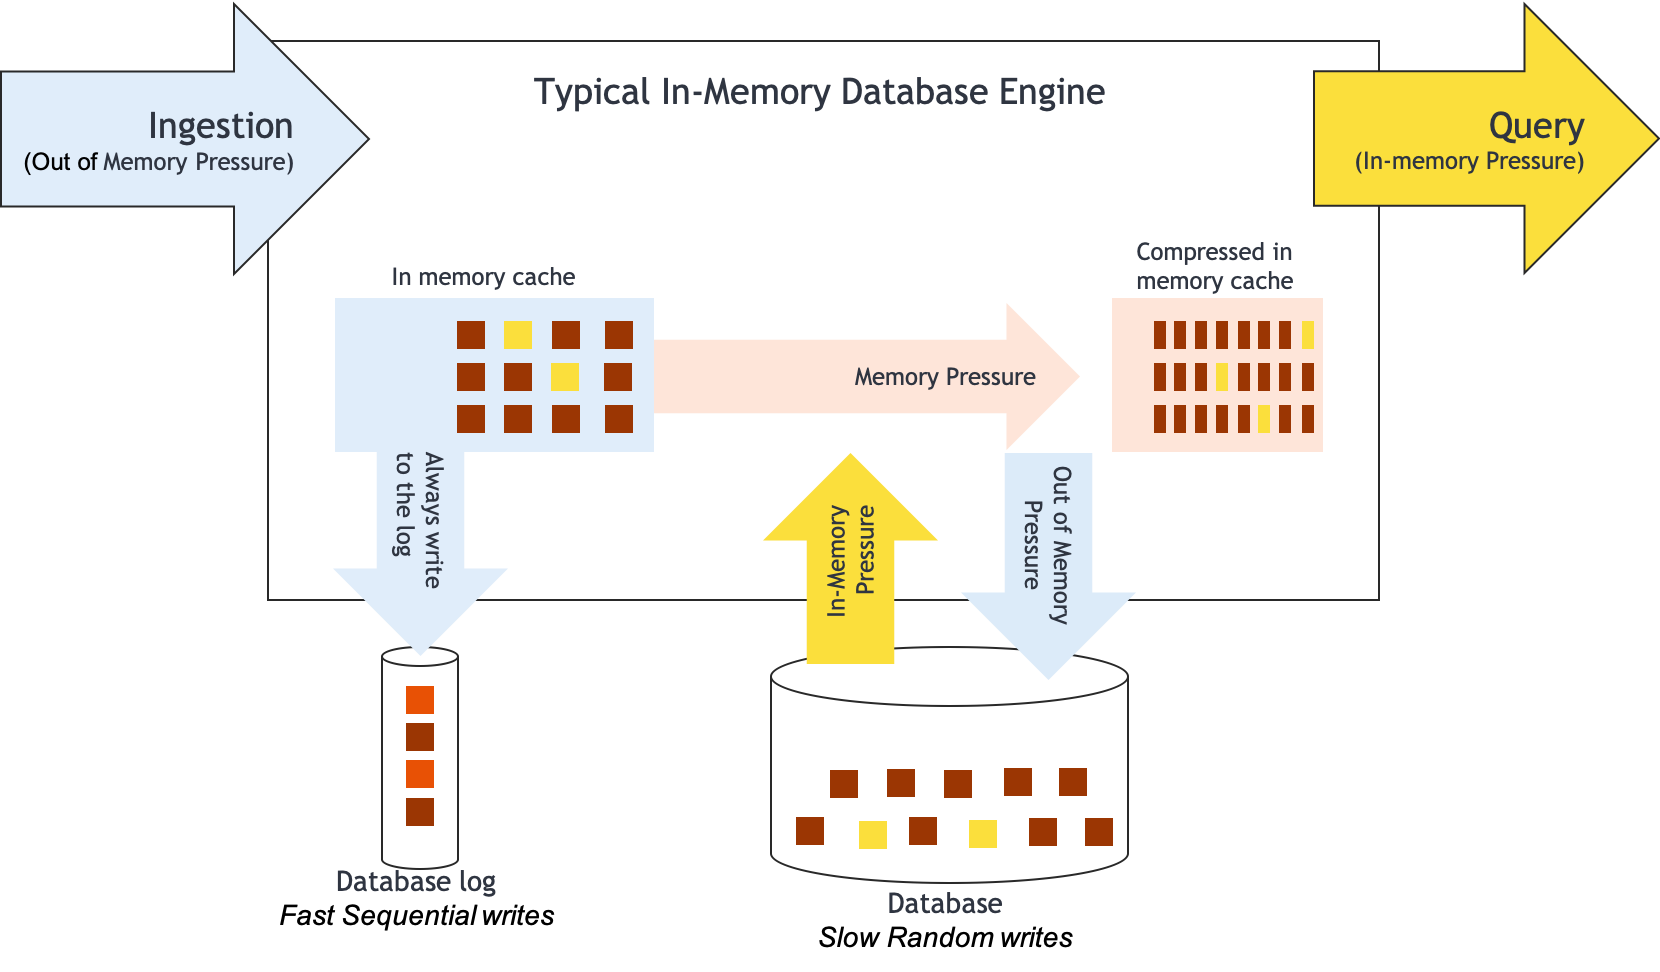 Typical In-Memory Database Engine
Ingestion
(Out of Memory Pressure)
Query
(In-memory Pressure)
In memory cache
Compressed in
memory cache
Memory Pressure
Always write
to the log
In-Memory
Pressure
Out of Memory
Pressure
Database log
Fast Sequential writes
Database
Slow Random writes